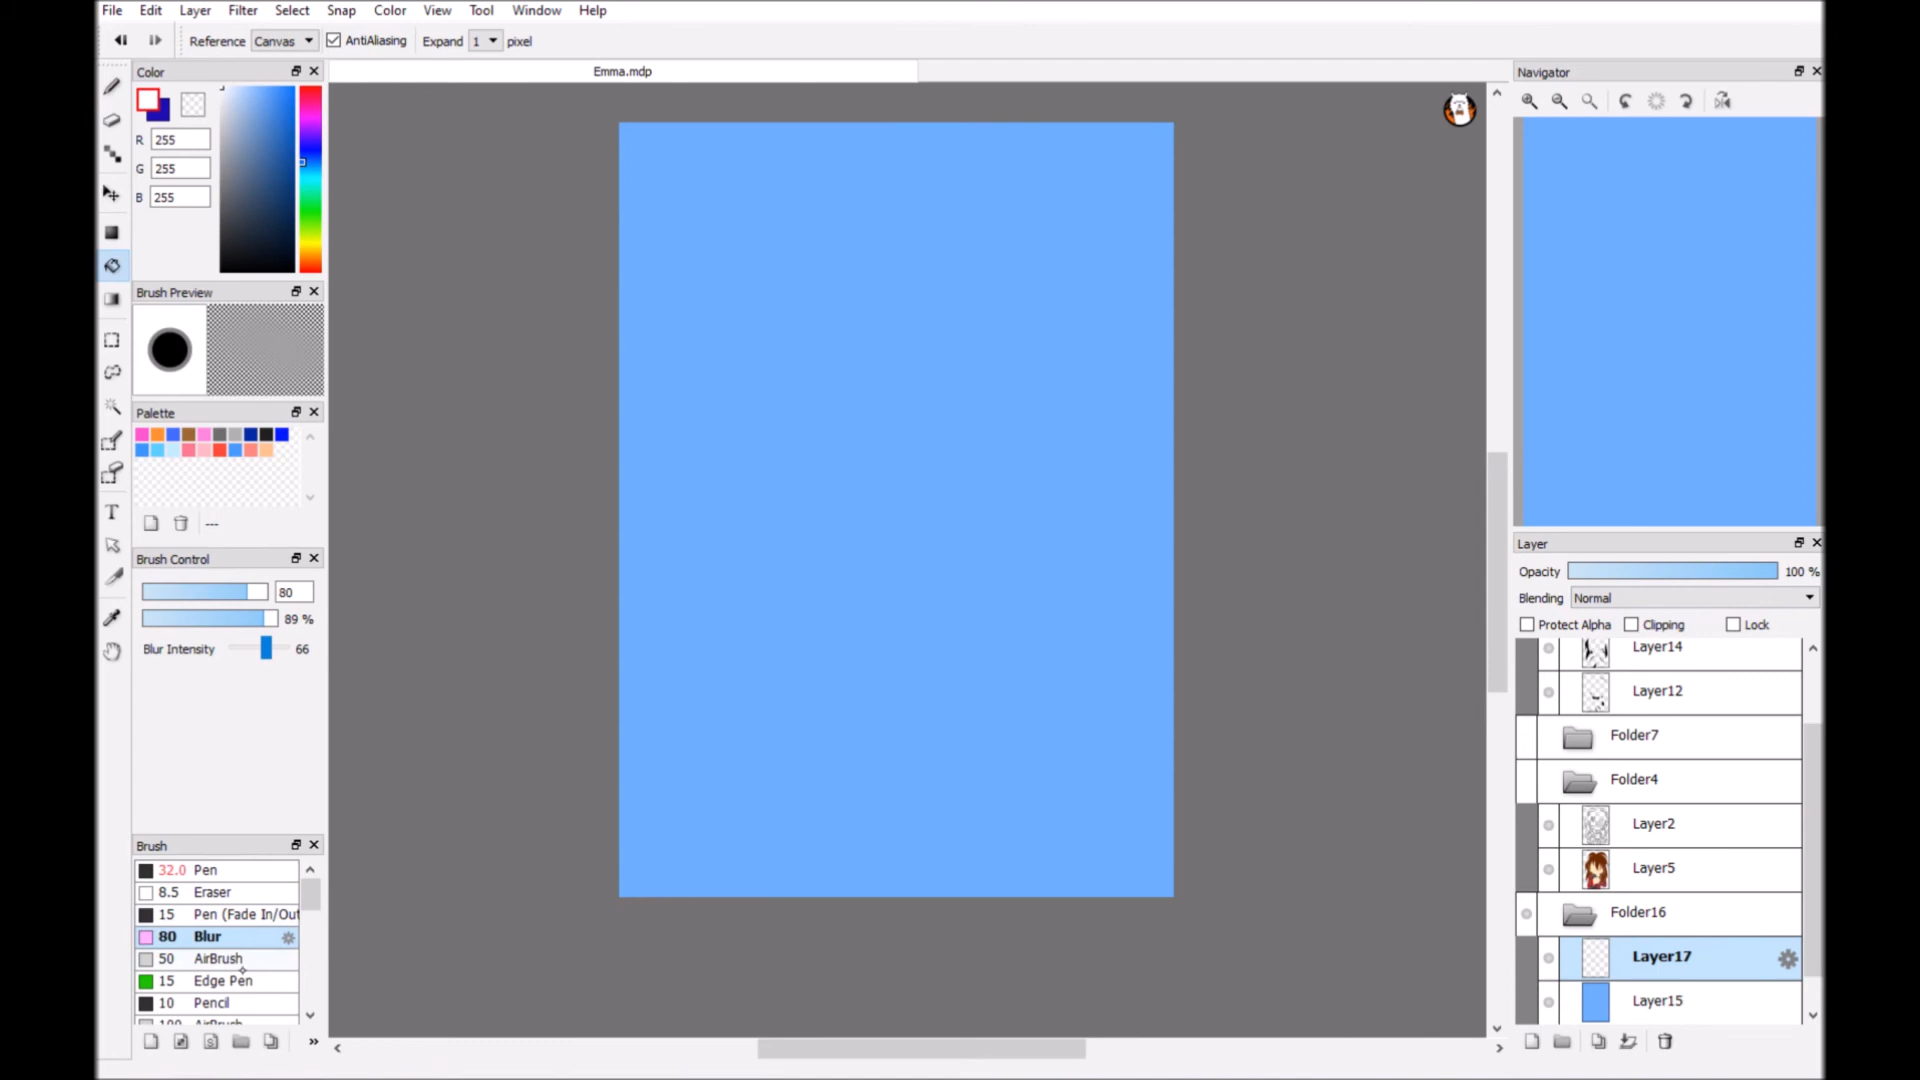 File Edit Layer Filter Select Snap Color View Tool Window Help
Reference Canvas AntiAliasing Expand 1 pixel
Color
Emma.mdp
Navigator
R 255
G 255
B 255
Brush Preview
Palette
---
Brush Control
80
89 %
Blur Intensity 66
Layer
Opacity 100 %
Blending Normal
Protect Alpha Clipping Lock
Layer14
Layer12
Folder7
Folder4
Layer2
Layer5
Folder16
Layer17
Layer15
Brush
32.0 Pen
8.5 Eraser
15 Pen (Fade In/Out
80 Blur
50 AirBrush
15 Edge Pen
10 Pencil
100 AirBrush